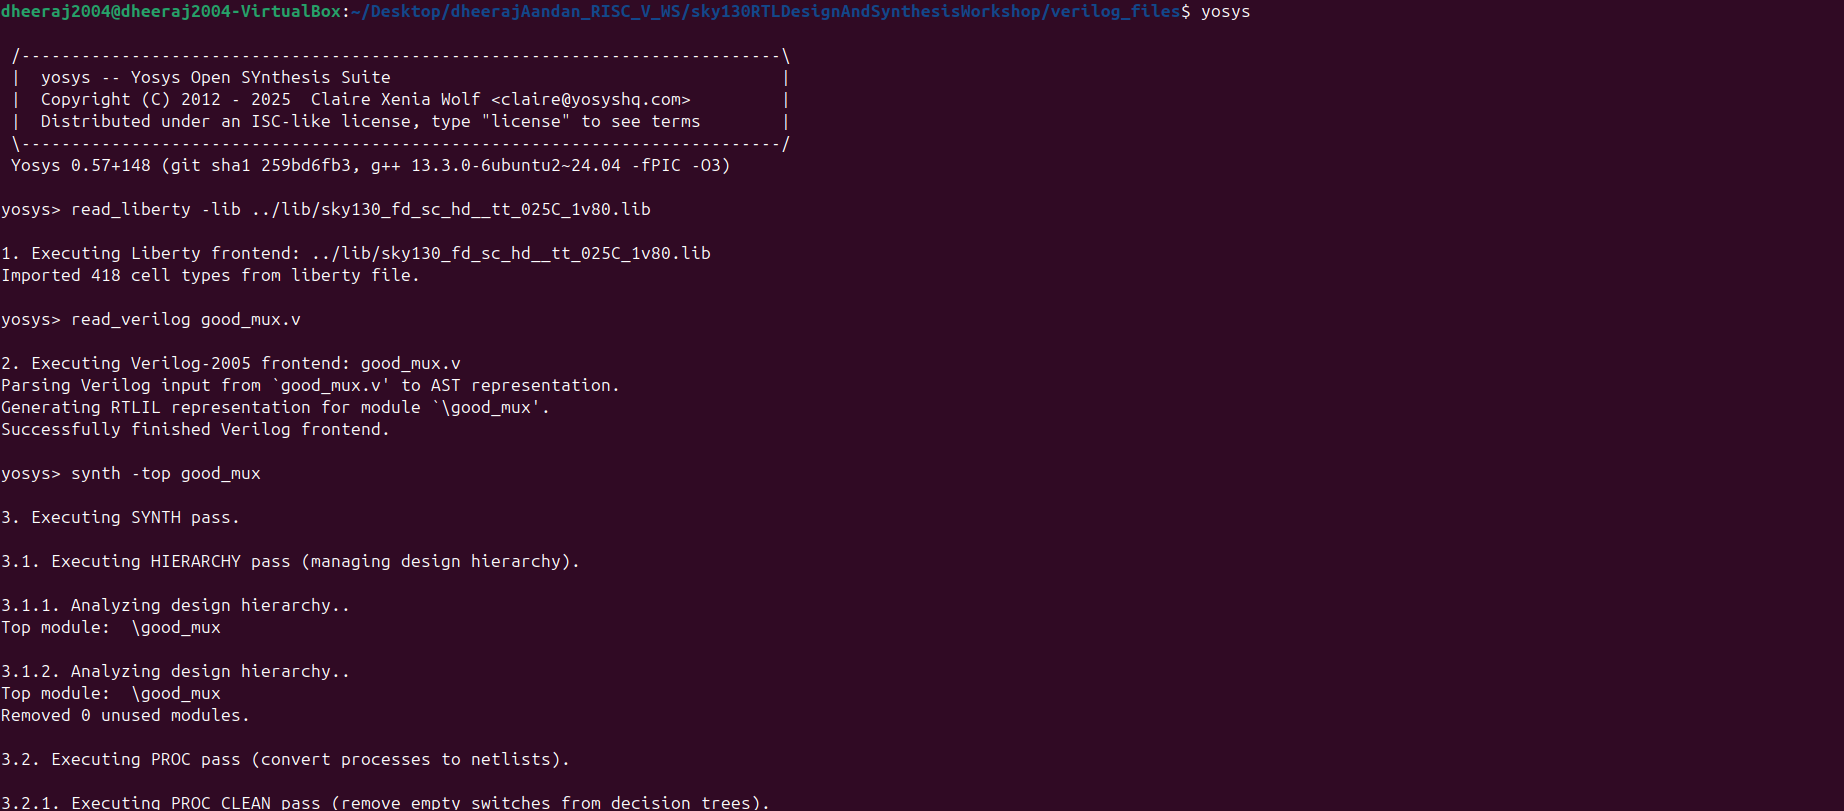 dheeraj2004@dheeraj2004-VirtualBox:~/Desktop/dheerajAandan_RISC_V_WS/sky130RTLDesignAndSynthesisWorkshop/verilog_files$ yosys
/----------------------------------------------------------------------------\
| yosys -- Yosys Open SYnthesis Suite |
| Copyright (C) 2012 - 2025 Claire Xenia Wolf <claire@yosyshq.com> |
| Distributed under an ISC-like license, type "license" to see terms |
\----------------------------------------------------------------------------/
Yosys 0.57+148 (git sha1 259bd6fb3, g++ 13.3.0-6ubuntu2~24.04 -fPIC -O3)
yosys> read_liberty -lib ../lib/sky130_fd_sc_hd__tt_025C_1v80.lib
1. Executing Liberty frontend: ../lib/sky130_fd_sc_hd__tt_025C_1v80.lib
Imported 418 cell types from liberty file.
yosys> read_verilog good_mux.v
2. Executing Verilog-2005 frontend: good_mux.v
Parsing Verilog input from `good_mux.v' to AST representation.
Generating RTLIL representation for module `\good_mux'.
Successfully finished Verilog frontend.
yosys> synth -top good_mux
3. Executing SYNTH pass.
3.1. Executing HIERARCHY pass (managing design hierarchy).
3.1.1. Analyzing design hierarchy..
Top module:  \good_mux
3.1.2. Analyzing design hierarchy..
Top module:  \good_mux
Removed 0 unused modules.
3.2. Executing PROC pass (convert processes to netlists).
3.2.1. Executing PROC_CLEAN pass (remove empty switches from decision trees).